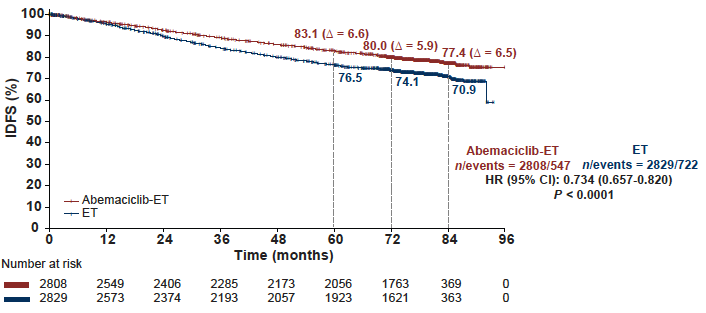 100
90
80
70
60
50
40
30
20
10
0
IDFS (%)
83.1 (Δ = 6.6)
80.0 (Δ = 5.9)
77.4 (Δ = 6.5)
76.5
74.1
70.9
Abemaciclib-ET
ET
Abemaciclib-ET ET
n/events = 2808/547 n/events = 2829/722
HR (95% CI): 0.734 (0.657-0.820)
P < 0.0001
0 12 24 36 48 60 72 84 96
Time (months)
Number at risk
2808 2549 2406 2285 2173 2056 1763 369 0
2829 2573 2374 2193 2057 1923 1621 363 0